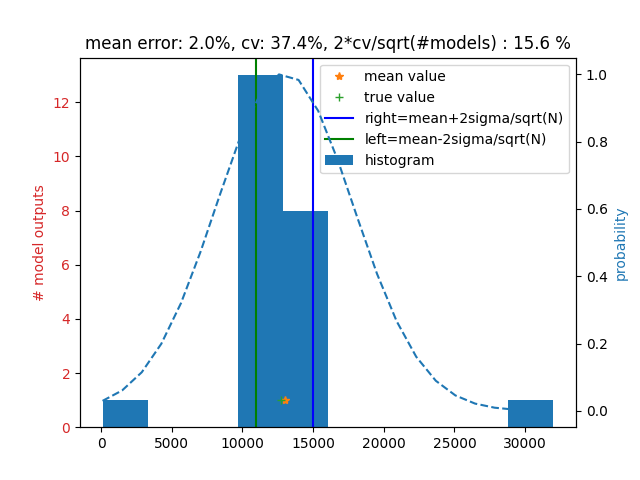 mean error: 2.0%, cv: 37.4%, 2*cv/sqrt(#models) : 15.6 %
mean value
true value
right=mean+2sigma/sqrt(N)
left=mean-2sigma/sqrt(N)
histogram
# model outputs
12
10
8
6
4
2
0
1.0
0.8
0.6
0.4
0.2
0.0
probability
0 5000 10000 15000 20000 25000 30000